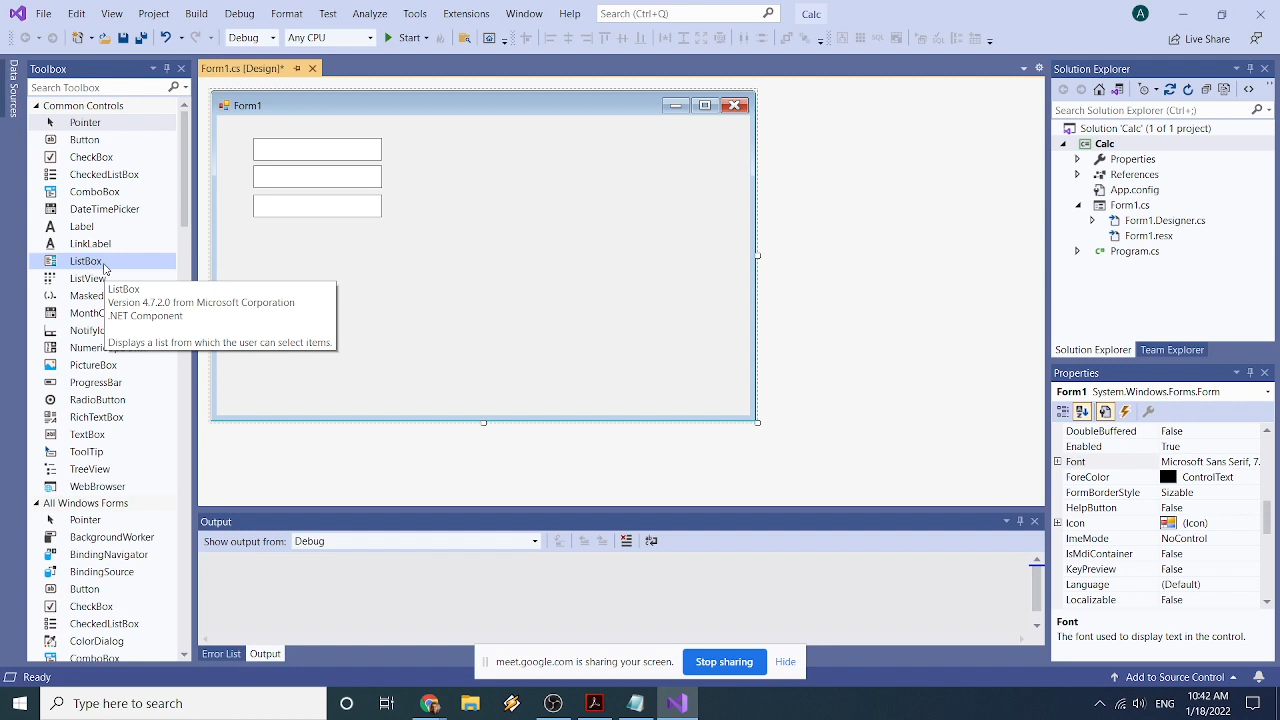 File Edit View Git Project Build Debug Format Test Analyze Tools Extensions Window Help Search (Ctrl+Q) Calc A
Debug Any CPU Start Live Share
Data Sources
Toolbox
Search Toolbox
Common Controls
Pointer
Button
CheckBox
CheckedListBox
ComboBox
DateTimePicker
Label
LinkLabel
ListBox
ListView
Masked
MonthC
NotifyIc
Numeric
PictureBox
ProgressBar
RadioButton
RichTextBox
TextBox
ToolTip
TreeView
WebBrowser
All Windows Forms
Pointer
BackgroundWorker
BindingNavigator
BindingSource
Button
CheckBox
CheckedListBox
ColorDialog
ComboBox
ListBox
Version 4.7.2.0 from Microsoft Corporation
.NET Component
Displays a list from which the user can select items.
Form1.cs [Design]*
Form1
Output
Show output from: Debug
Error List Output
Solution Explorer
Search Solution Explorer (Ctrl+;)
Solution 'Calc' (1 of 1 project)
Calc
Properties
References
App.config
Form1.cs
Form1.Designer.cs
Form1.resx
Program.cs
Solution Explorer Team Explorer
Properties
Form1 System.Windows.Forms.Form
DoubleBuffered False
Enabled True
Font Microsoft Sans Serif, 7.
ForeColor ControlText
FormBorderStyle Sizable
HelpButton False
Icon (Icon)
ImeMode NoControl
IsMdiContainer False
KeyPreview False
Language (Default)
Localizable False
Font
The font used to display text in the control.
meet.google.com is sharing your screen. Stop sharing Hide
Ready Add to Source Control
Type here to search
10:42 AM
1/18/2022